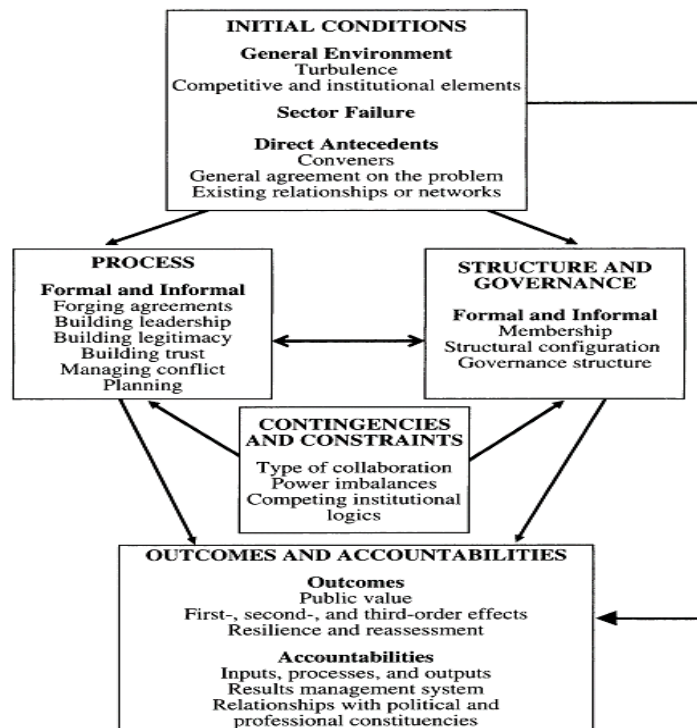 INITIAL CONDITIONS
General Environment
Turbulence
Competitive and institutional elements
Sector Failure
Direct Antecedents
Conveners
General agreement on the problem
Existing relationships or networks
PROCESS
Formal and Informal
Forging agreements
Building leadership
Building legitimacy
Building trust
Managing conflict
Planning
STRUCTURE AND
GOVERNANCE
Formal and Informal
Membership
Structural configuration
Governance structure
CONTINGENCIES
AND CONSTRAINTS
Type of collaboration
Power imbalances
Competing institutional
logics
OUTCOMES AND ACCOUNTABILITIES
Outcomes
Public value
First-, second-, and third-order effects
Resilience and reassessment
Accountabilities
Inputs, processes, and outputs
Results management system
Relationships with political and
professional constituencies